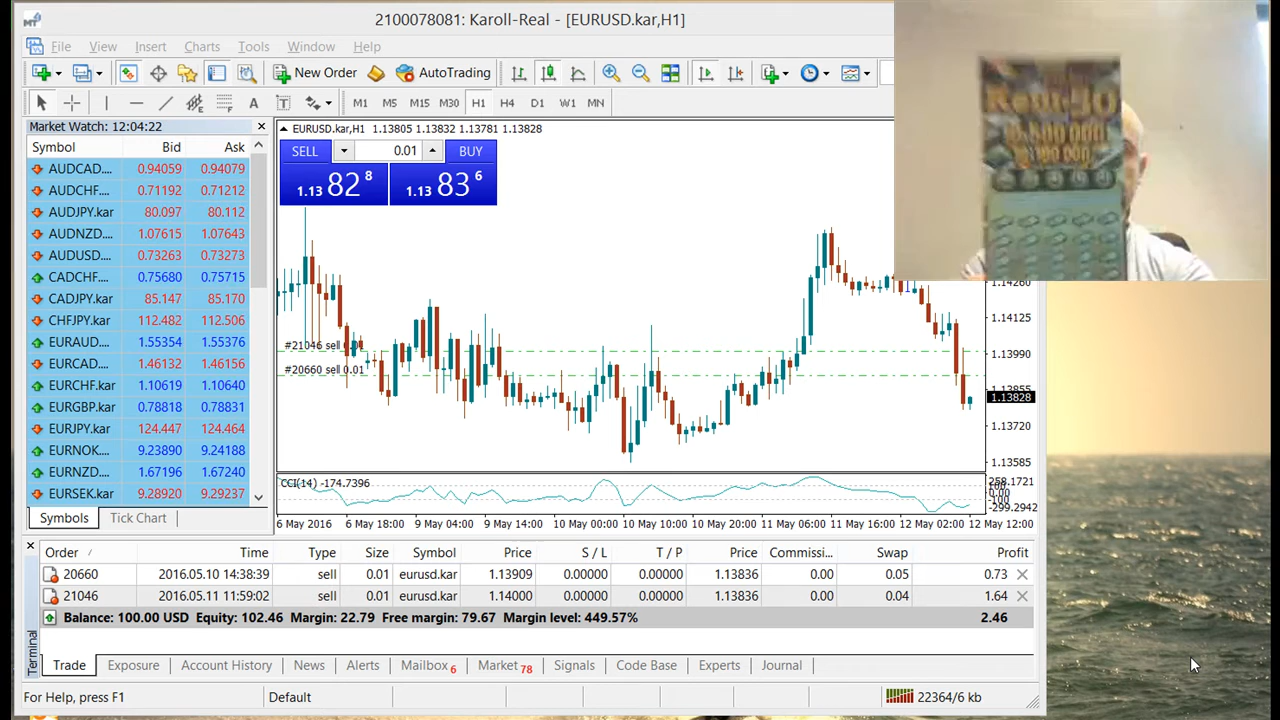 2100078081: Karoll-Real - [EURUSD.kar,H1]
File View Insert Charts Tools Window Help
New Order AutoTrading
A T M1 M5 M15 M30 H1 H4 D1 W1 MN
Market Watch: 12:04:22
Symbol Bid Ask
AUDCAD.... 0.94059 0.94079
AUDCHF.... 0.71192 0.71212
AUDJPY.kar 80.097 80.112
AUDNZD.... 1.07615 1.07643
AUDUSD.... 0.73263 0.73273
CADCHF.... 0.75680 0.75715
CADJPY.kar 85.147 85.170
CHFJPY.kar 112.482 112.506
EURAUD.... 1.55354 1.55376
EURCAD.... 1.46132 1.46156
EURCHF.kar 1.10619 1.10640
EURGBP.kar 0.78818 0.78831
EURJPY.kar 124.447 124.464
EURNOK.... 9.23890 9.24188
EURNZD.... 1.67196 1.67240
EURSEK.kar 9.28920 9.29237
Symbols Tick Chart
EURUSD.kar,H1 1.13805 1.13832 1.13781 1.13828
SELL 0.01 BUY
1.13 82 8 1.13 83 6
1.14260
1.14125
#21046 sell 0.01
1.13990
#20660 sell 0.01
1.13855
1.13828
1.13720
1.13585
CCI(14) -174.7396
258.1721
100
0.00
-100
-299.2942
6 May 2016 6 May 18:00 9 May 04:00 9 May 14:00 10 May 00:00 10 May 10:00 10 May 20:00 11 May 06:00 11 May 16:00 12 May 02:00 12 May 12:00
Order Time Type Size Symbol Price S / L T / P Price Commissi... Swap Profit
20660 2016.05.10 14:38:39 sell 0.01 eurusd.kar 1.13909 0.00000 0.00000 1.13836 0.00 0.05 0.73
21046 2016.05.11 11:59:02 sell 0.01 eurusd.kar 1.14000 0.00000 0.00000 1.13836 0.00 0.04 1.64
Balance: 100.00 USD Equity: 102.46 Margin: 22.79 Free margin: 79.67 Margin level: 449.57% 2.46
Terminal
Trade Exposure Account History News Alerts Mailbox 6 Market 78 Signals Code Base Experts Journal
For Help, press F1 Default 22364/6 kb